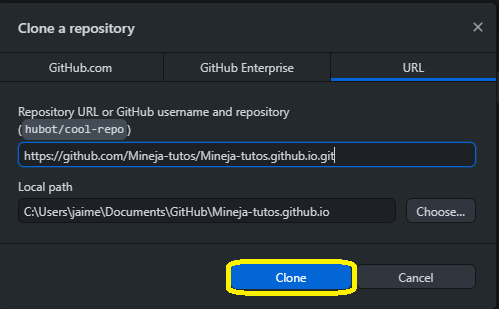 Clone a repository
GitHub.com
GitHub Enterprise
URL
Repository URL or GitHub username and repository
(hubot/cool-repo)
https://github.com/Mineja-tutos/Mineja-tutos.github.io.git
Local path
C:\Users\jaime\Documents\GitHub\Mineja-tutos.github.io
Choose...
Clone
Cancel